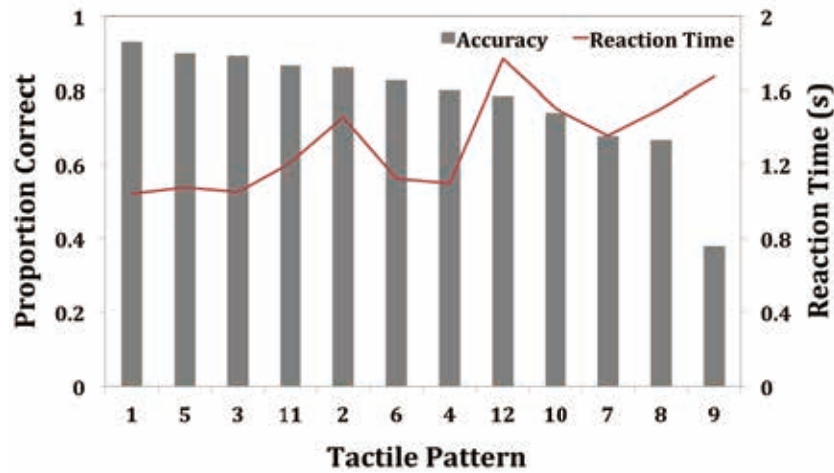 1 2
Accuracy Reaction Time
0.8 1.6
0.6 1.2
0.4 0.8
0.2 0.4
0 0
Proportion Correct
Reaction Time (s)
1 5 3 11 2 6 4 12 10 7 8 9
Tactile Pattern